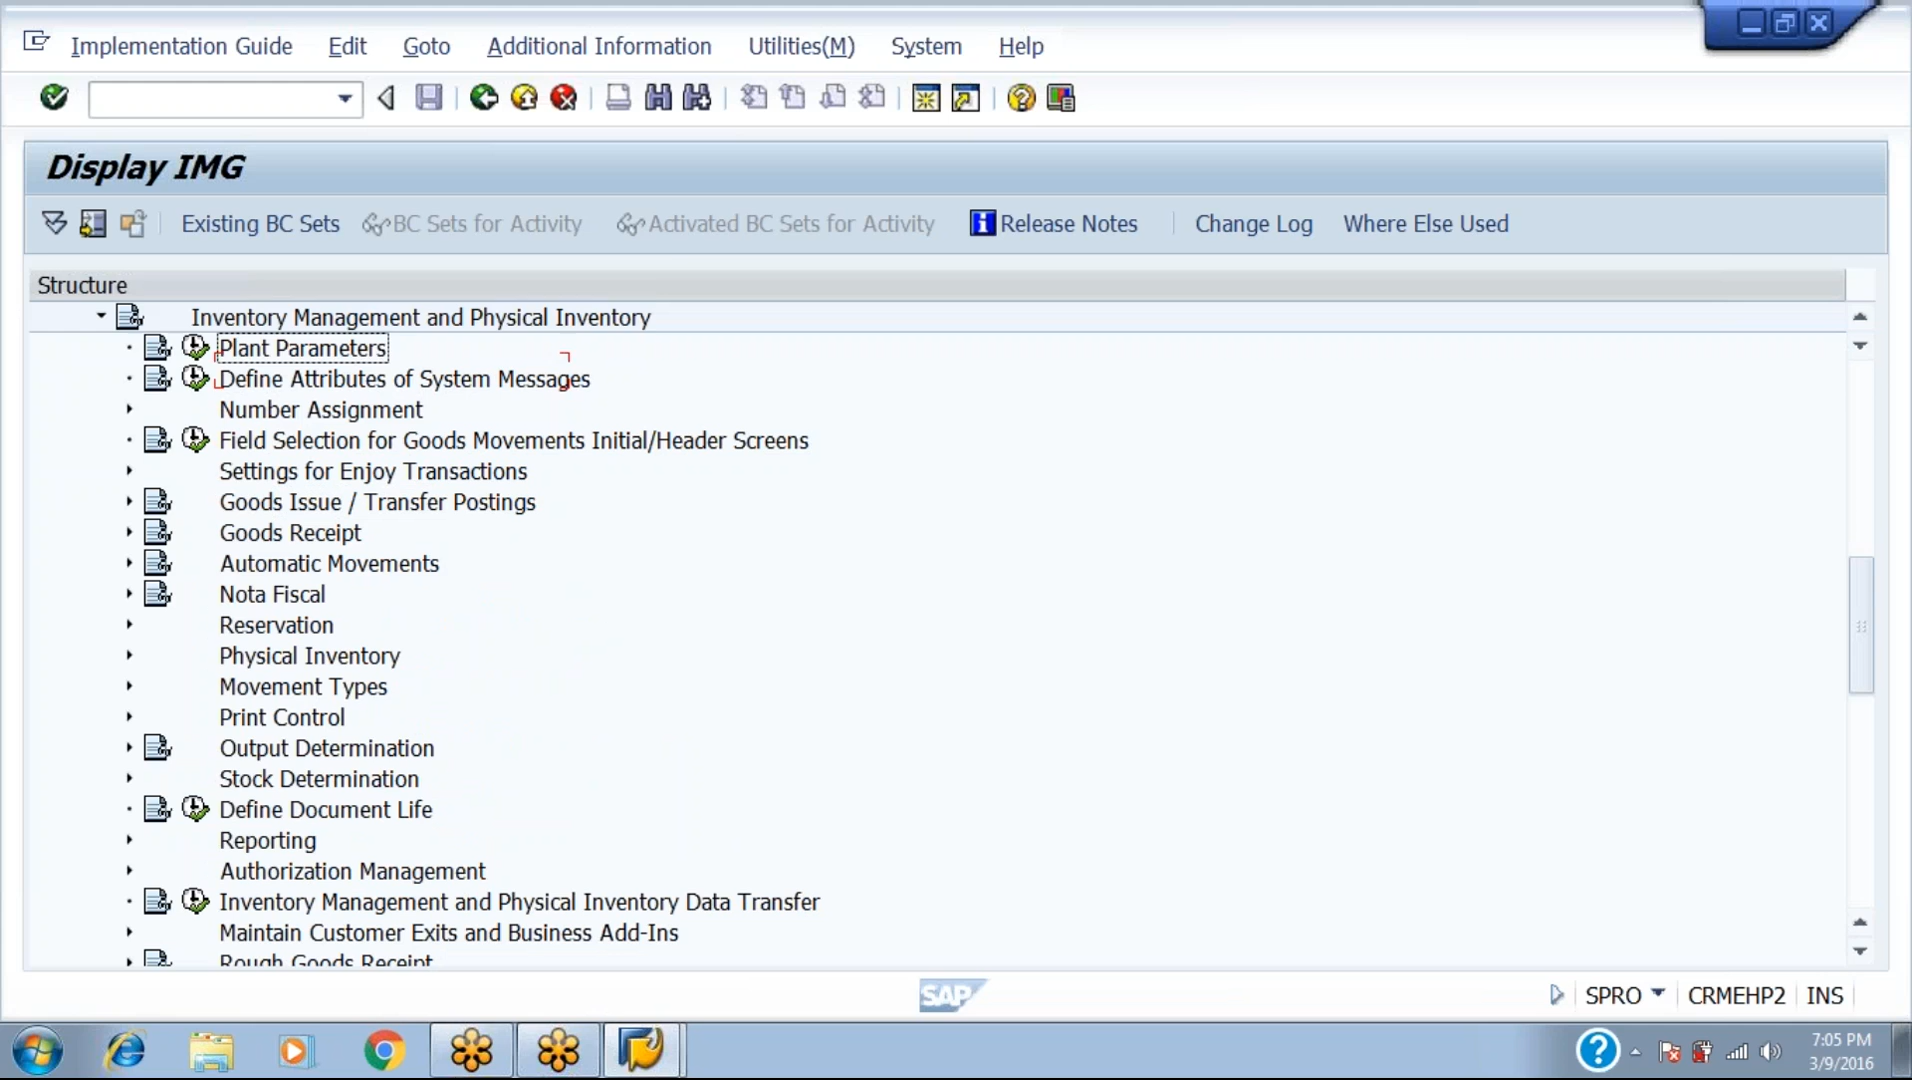 Implementation Guide Edit Goto Additional Information Utilities(M) System Help
Display IMG
Existing BC Sets BC Sets for Activity Activated BC Sets for Activity Release Notes Change Log Where Else Used
Structure
Inventory Management and Physical Inventory
Plant Parameters
Define Attributes of System Messages
Number Assignment
Field Selection for Goods Movements Initial/Header Screens
Settings for Enjoy Transactions
Goods Issue / Transfer Postings
Goods Receipt
Automatic Movements
Nota Fiscal
Reservation
Physical Inventory
Movement Types
Print Control
Output Determination
Stock Determination
Define Document Life
Reporting
Authorization Management
Inventory Management and Physical Inventory Data Transfer
Maintain Customer Exits and Business Add-Ins
Rough Goods Receipt
SAP SPRO CRMEHP2 INS
7:05 PM
3/9/2016